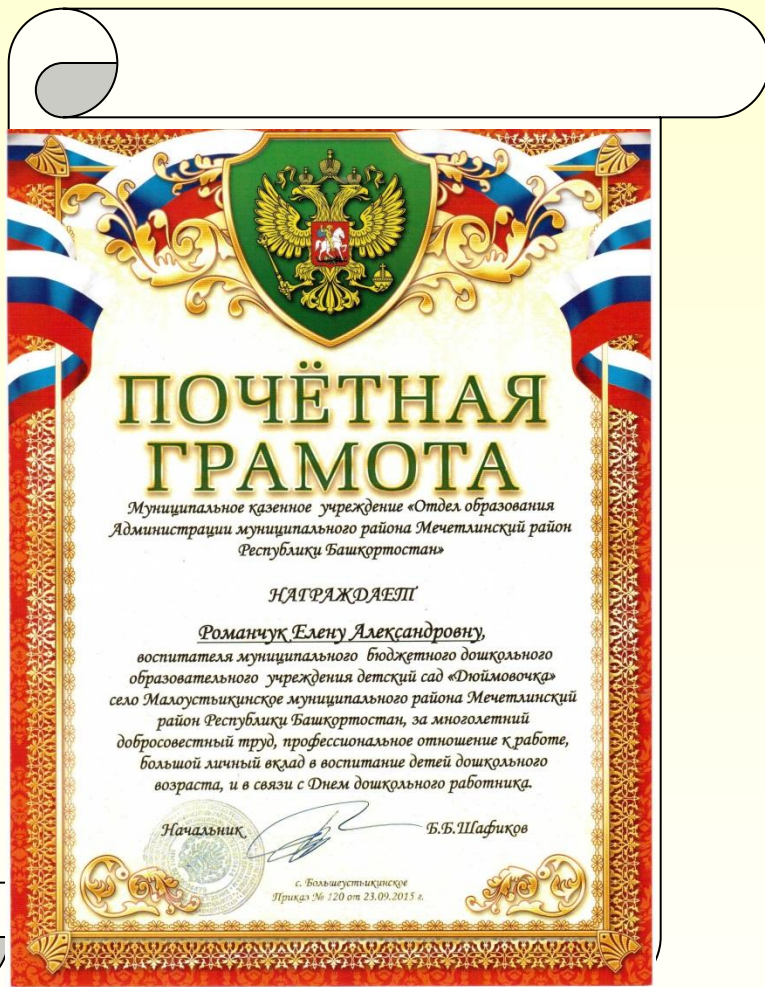 ПОЧЁТНАЯ
ГРАМОТА
Муниципальное казенное учреждение «Отдел образования
Администрации муниципального района Мечетлинский район
Республики Башкортостан»
НАГРАЖДАЕТ
Романчук Елену Александровну,
воспитателя муниципального бюджетного дошкольного
образовательного учреждения детский сад «Дюймовочка»
село Малоустьикинское муниципального района Мечетлинский
район Республики Башкортостан, за многолетний
добросовестный труд, профессиональное отношение к работе,
большой личный вклад в воспитание детей дошкольного
возраста, и в связи с Днем дошкольного работника.
Начальник Б.Б.Шафиков
с. Большеустьикинское
Приказ № 120 от 23.09.2015 г.